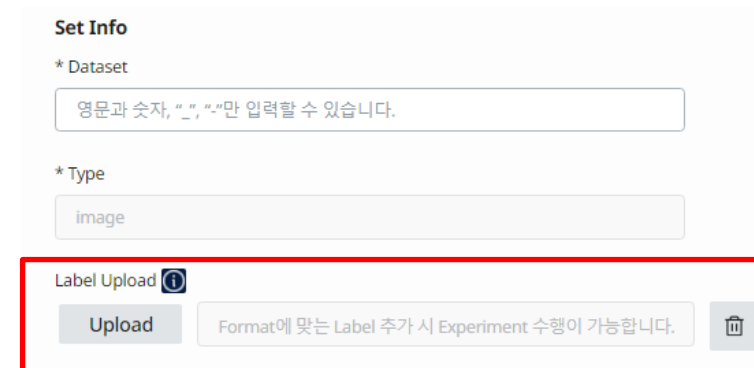 Set Info
* Dataset
영문과 숫자, “_”, “-”만 입력할 수 있습니다.
* Type
image
Label Upload
Upload Format에 맞는 Label 추가 시 Experiment 수행이 가능합니다.